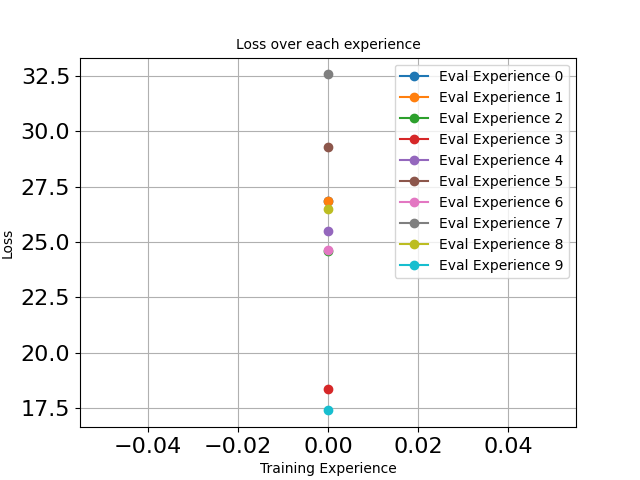 Loss over each experience
32.5
30.0
27.5
25.0
22.5
20.0
17.5
Loss
Eval Experience 0
Eval Experience 1
Eval Experience 2
Eval Experience 3
Eval Experience 4
Eval Experience 5
Eval Experience 6
Eval Experience 7
Eval Experience 8
Eval Experience 9
−0.04 −0.02 0.00 0.02 0.04
Training Experience